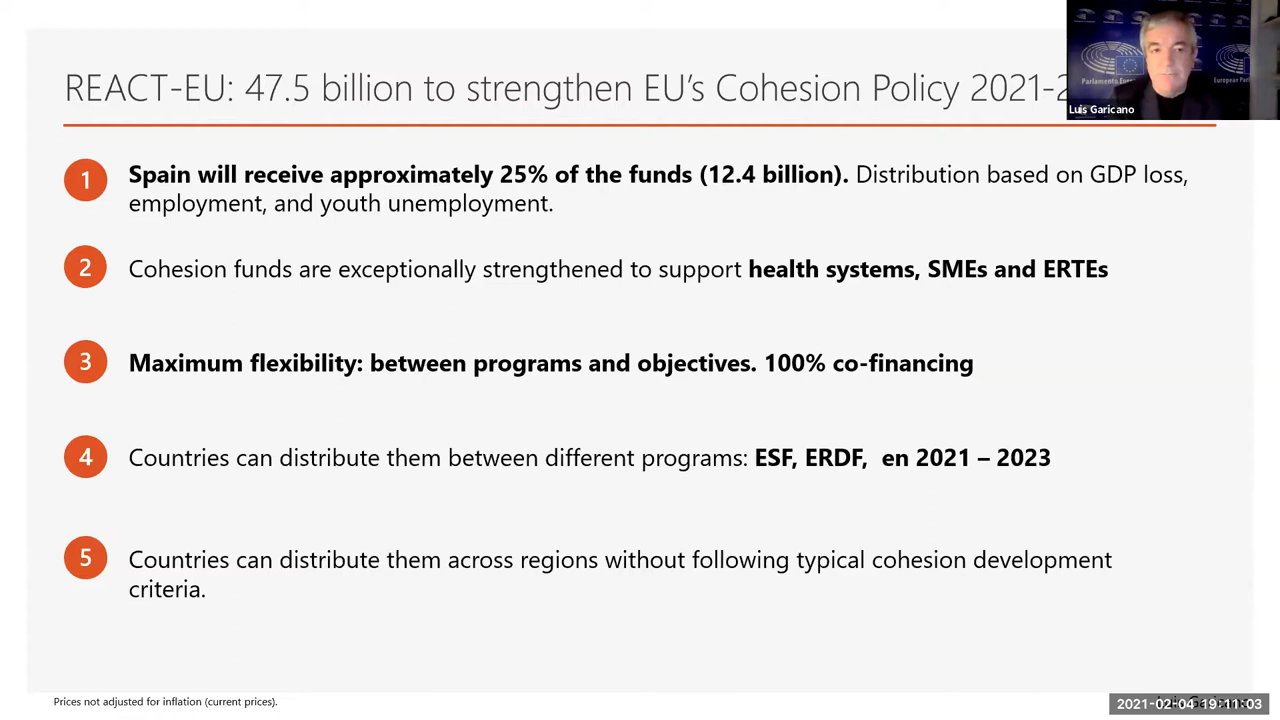 REACT-EU: 47.5 billion to strengthen EU's Cohesion Policy 2021-2
Luis Garicano
1
Spain will receive approximately 25% of the funds (12.4 billion). Distribution based on GDP loss,
employment, and youth unemployment.
2
Cohesion funds are exceptionally strengthened to support health systems, SMEs and ERTEs
3
Maximum flexibility: between programs and objectives. 100% co-financing
4
Countries can distribute them between different programs: ESF, ERDF, en 2021 – 2023
5
Countries can distribute them across regions without following typical cohesion development
criteria.
Prices not adjusted for inflation (current prices).
2021-02-04 19:11:03